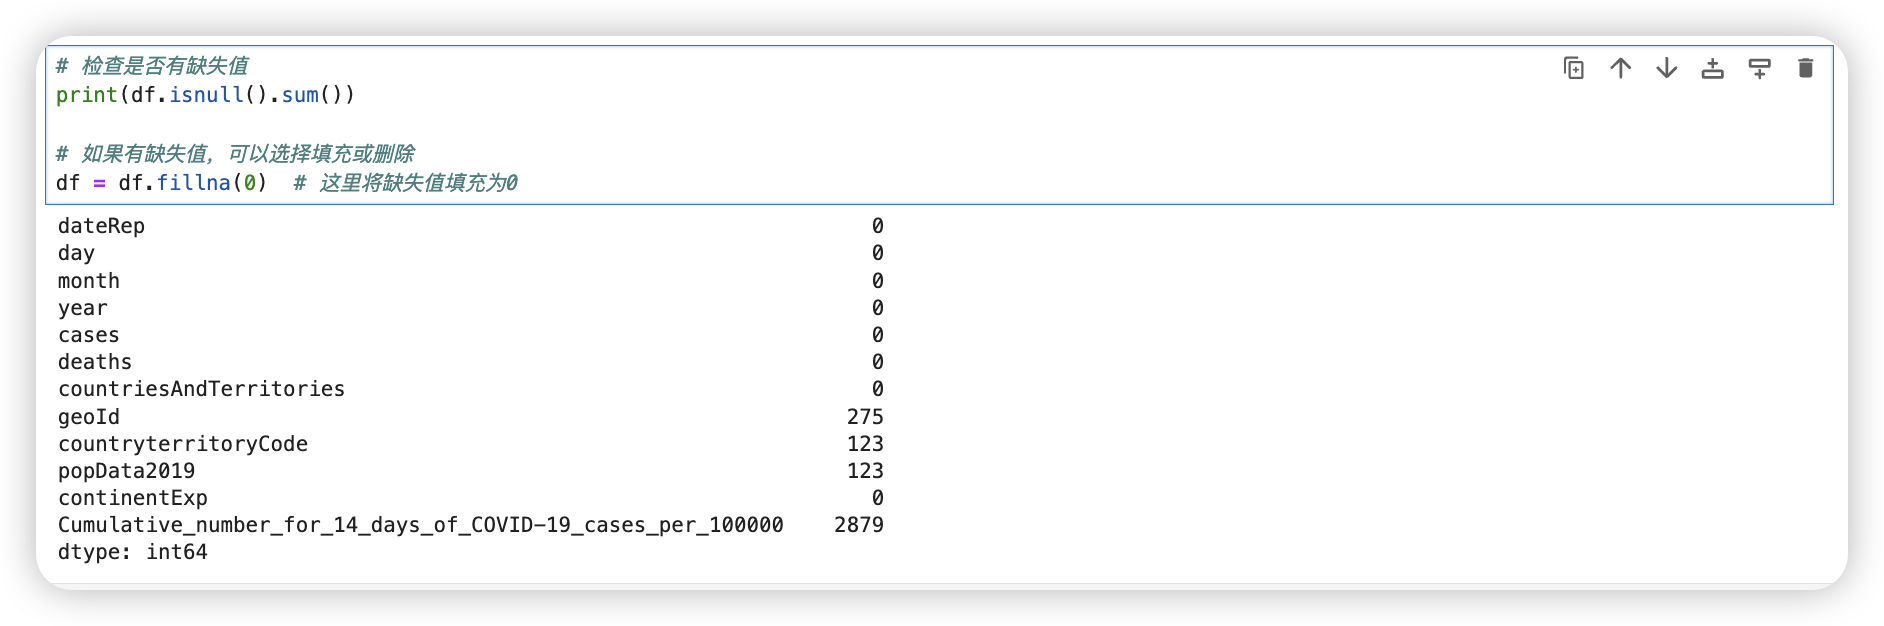 # 检查是否有缺失值
print(df.isnull().sum())
# 如果有缺失值，可以选择填充或删除
df = df.fillna(0)  # 这里将缺失值填充为0
dateRep 0
day 0
month 0
year 0
cases 0
deaths 0
countriesAndTerritories 0
geoId 275
countryterritoryCode 123
popData2019 123
continentExp 0
Cumulative_number_for_14_days_of_COVID-19_cases_per_100000 2879
dtype: int64